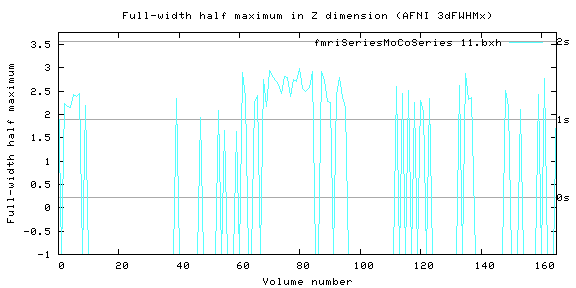 Full-width half maximum in Z dimension (AFNI 3dFWHMx)
fmriSeriesMoCoSeries 11.bxh
3.5
3
2.5
2
1.5
1
0.5
0
-0.5
-1
2s
1s
0s
Full-width half maximum
0 20 40 60 80 100 120 140 160
Volume number